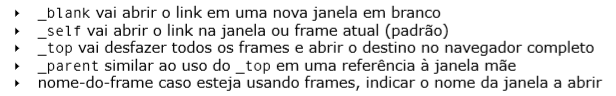 _blank vai abrir o link em uma nova janela em branco
_self vai abrir o link na janela ou frame atual (padrão)
_top vai desfazer todos os frames e abrir o destino no navegador completo
_parent similar ao uso do _top em uma referência à janela mãe
nome-do-frame caso esteja usando frames, indicar o nome da janela a abrir